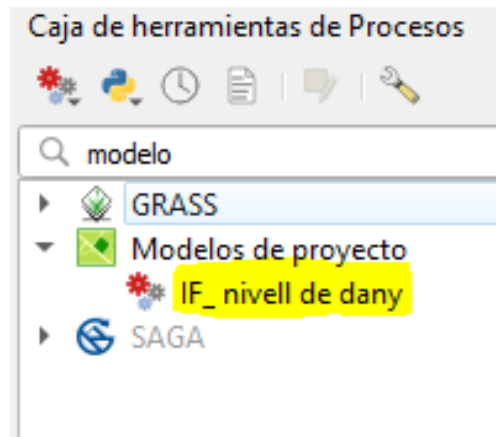 Caja de herramientas de Procesos
modelo
GRASS
Modelos de proyecto
IF_ nivell de dany
SAGA